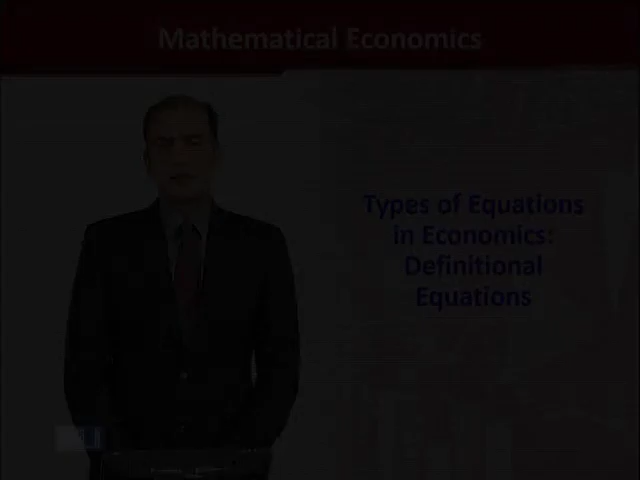 Mathematical Economics
Types of Equations
in Economics:
Definitional
Equations